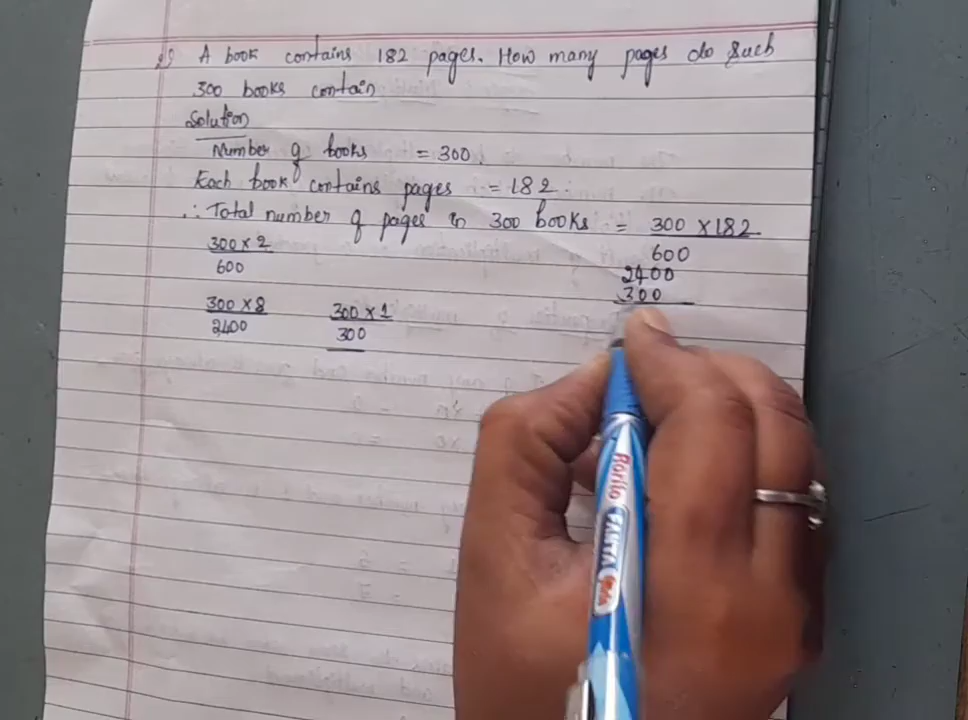 A book contains 182 pages. How many pages do such
300 books contain
Solution
Number of books = 300.
Each book contains pages = 182.
∴ Total number of pages in 300 books = 300 × 182
300 × 2
600
600
2400
300
300 × 8
2400
300 × 1
300
Rorito FANTA